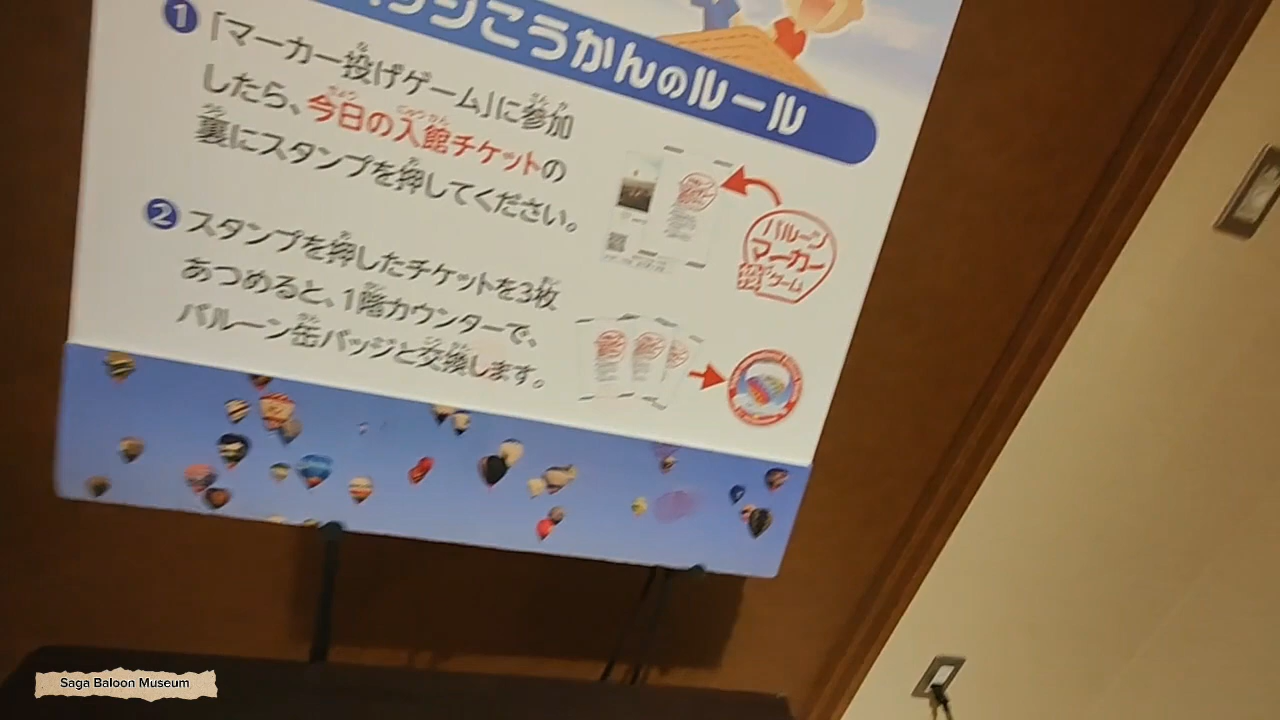 ッジこうかんのルール
1 「マーカー投げゲーム」に参加
したら、今日の入館チケットの
裏にスタンプを押してください。
バルーン
マーカー
投げゲーム
2 スタンプを押したチケットを3枚
あつめると、1階カウンターで、
バルーン缶バッジと交換します。
Saga Baloon Museum